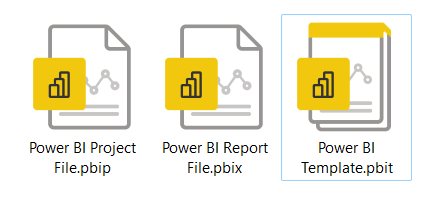 Power BI Project
File.pbip
Power BI Report
File.pbix
Power BI
Template.pbit